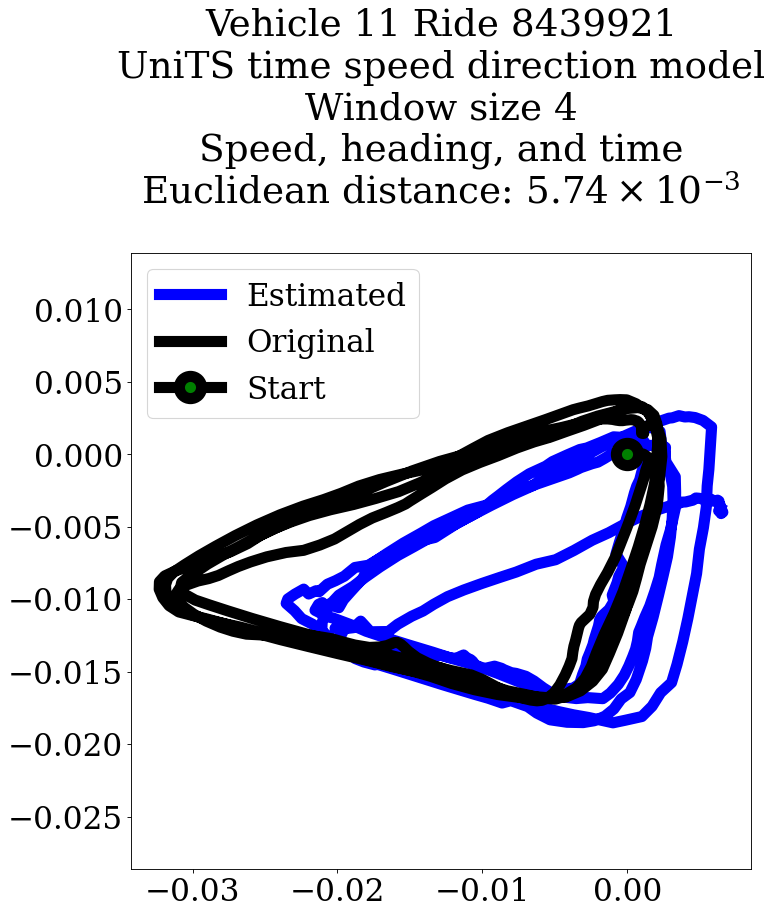 Vehicle 11 Ride 8439921
UniTS time speed direction model
Window size 4
Speed, heading, and time
Euclidean distance: 5.74 × 10⁻³
Estimated
Original
Start
0.010
0.005
0.000
−0.005
−0.010
−0.015
−0.020
−0.025
−0.03 −0.02 −0.01 0.00